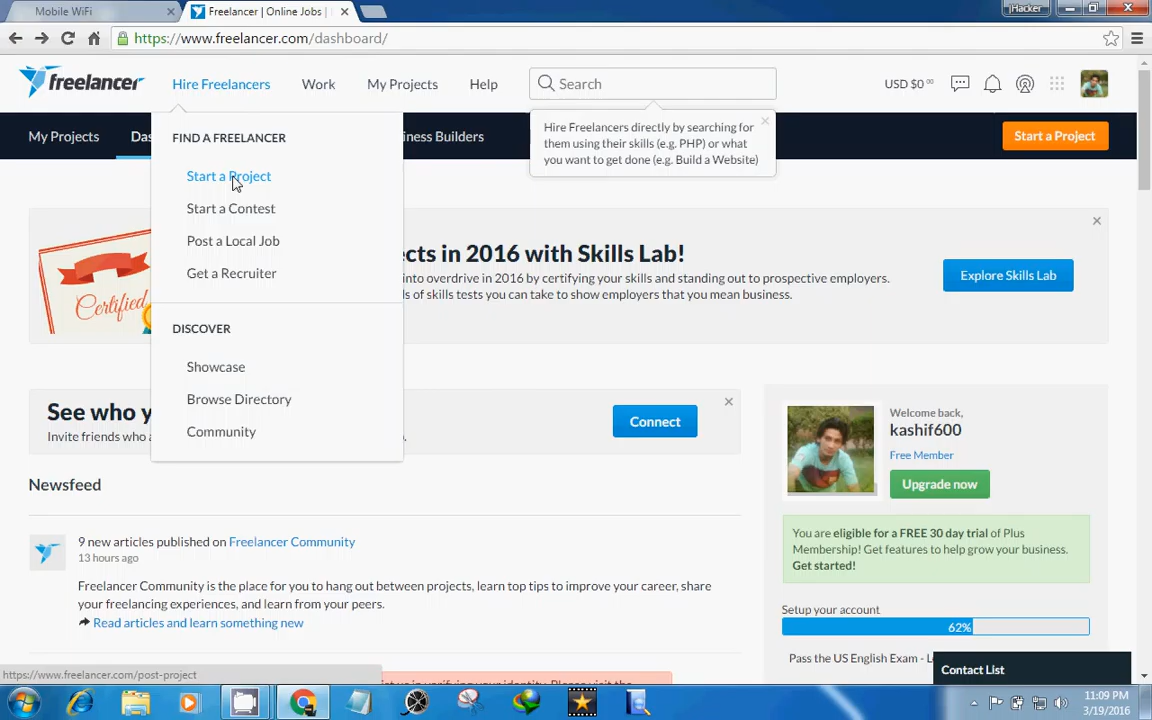 Mobile WiFi
Freelancer | Online Jobs |
jHacker
https://www.freelancer.com/dashboard/
freelancer
Hire Freelancers
Work
My Projects
Help
Search
USD $0.00
Hire Freelancers directly by searching for
them using their skills (e.g. PHP) or what
you want to get done (e.g. Build a Website)
My Projects
Das
iness Builders
Start a Project
FIND A FREELANCER
Start a Project
Start a Contest
Post a Local Job
Get a Recruiter
DISCOVER
Showcase
Browse Directory
Community
Certified
cts in 2016 with Skills Lab!
into overdrive in 2016 by certifying your skills and standing out to prospective employers.
ds of skills tests you can take to show employers that you mean business.
Explore Skills Lab
See who y
Invite friends who a
Connect
Welcome back,
kashif600
Free Member
Upgrade now
Newsfeed
9 new articles published on Freelancer Community
13 hours ago
Freelancer Community is the place for you to hang out between projects, learn top tips to improve your career, share
your freelancing experiences, and learn from your peers.
Read articles and learn something new
You are eligible for a FREE 30 day trial of Plus
Membership! Get features to help grow your business.
Get started!
Setup your account
62%
Pass the US English Exam - L
Contact List
https://www.freelancer.com/post-project
11:09 PM
3/19/2016